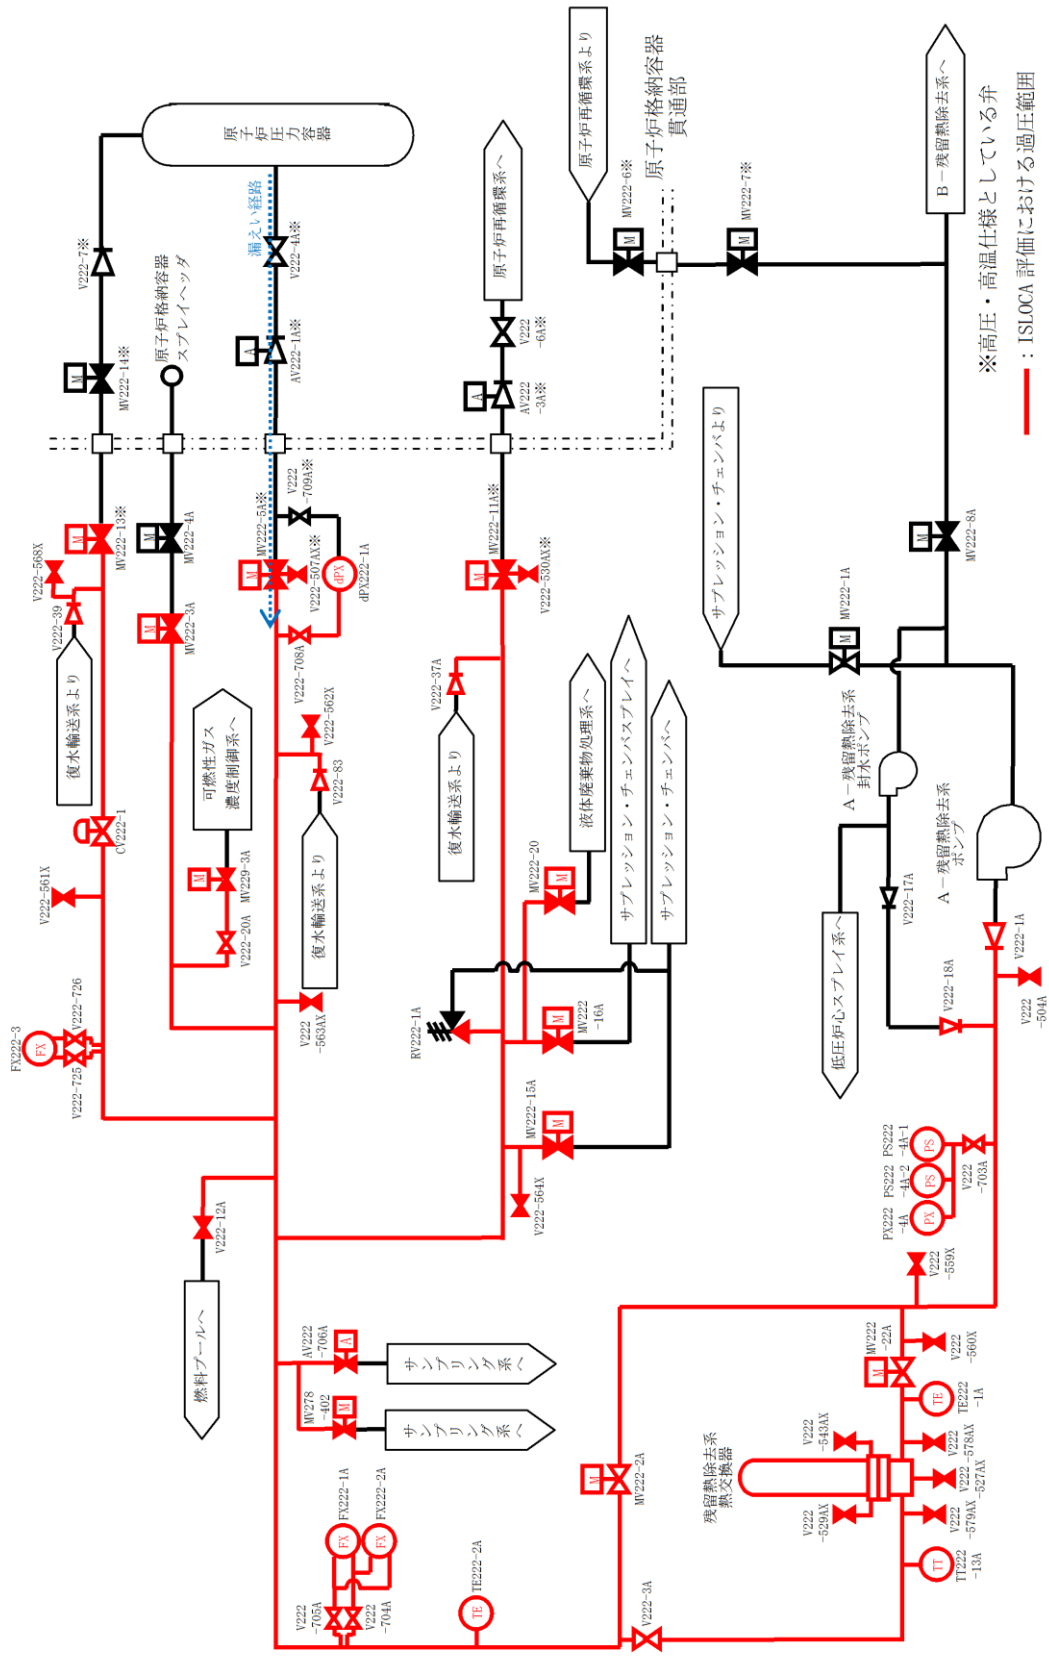 原子炉圧力容器
V222-7※
MV222-14※
MV222-13※
V222-568X
V222-39
復水輸送系より
CV222-1
V222-561X
FX222-3
FX
V222-726
V222-725
原子炉格納容器
スプレイヘッダ
MV222-4A
MV222-3A
可燃性ガス
濃度制御系へ
MV229-3A
V222-20A
漏えい経路
V222-4A※
AV222-1A※
V222
-709A※
MV222-5A※
V222-507AX※
dPX
dPX222-1A
V222-708A
V222-562X
V222-83
復水輸送系より
V222
-563AX
原子炉再循環系へ
V222
-6A※
AV222
-3A※
MV222-11A※
V222-530AX※
V222-37A
復水輸送系より
液体廃棄物処理系へ
MV222-20
サプレッション・チェンバスプレイへ
サプレッション・チェンバへ
RV222-1A
MV222
-16A
MV222-15A
V222-564X
V222-12A
燃料プールへ
AV222
-706A
サンプリング系へ
MV278
-402
サンプリング系へ
FX222-1A
FX
FX222-2A
FX
V222
-705A
V222
-704A
TE222-2A
TE
MV222-2A
V222-3A
原子炉再循環系より
MV222-6※
原子炉格納容器
貫通部
MV222-7※
B-残留熱除去系へ
サプレッション・チェンバより
MV222-8A
MV222-1A
A-残留熱除去系
封水ポンプ
A-残留熱除去系
ポンプ
V222-17A
低圧炉心スプレイ系へ
V222-18A
V222-1A
V222
-504A
PS222
-4A-1
PS
PS222
-4A-2
PS
PX222
-4A
PX
V222
-703A
V222
-559X
MV222
-22A
V222
-560X
TE222
-1A
TE
残留熱除去系
熱交換器
V222
-543AX
V222
-529AX
V222
-578AX
V222
-527AX
V222
-579AX
TT222
-13A
TT
※高圧・高温仕様としている弁
：ISLOCA 評価における過圧範囲
M
M
M
M
M
A
M
A
M
M
M
M
M
M
M
M
M
A
M
M
M